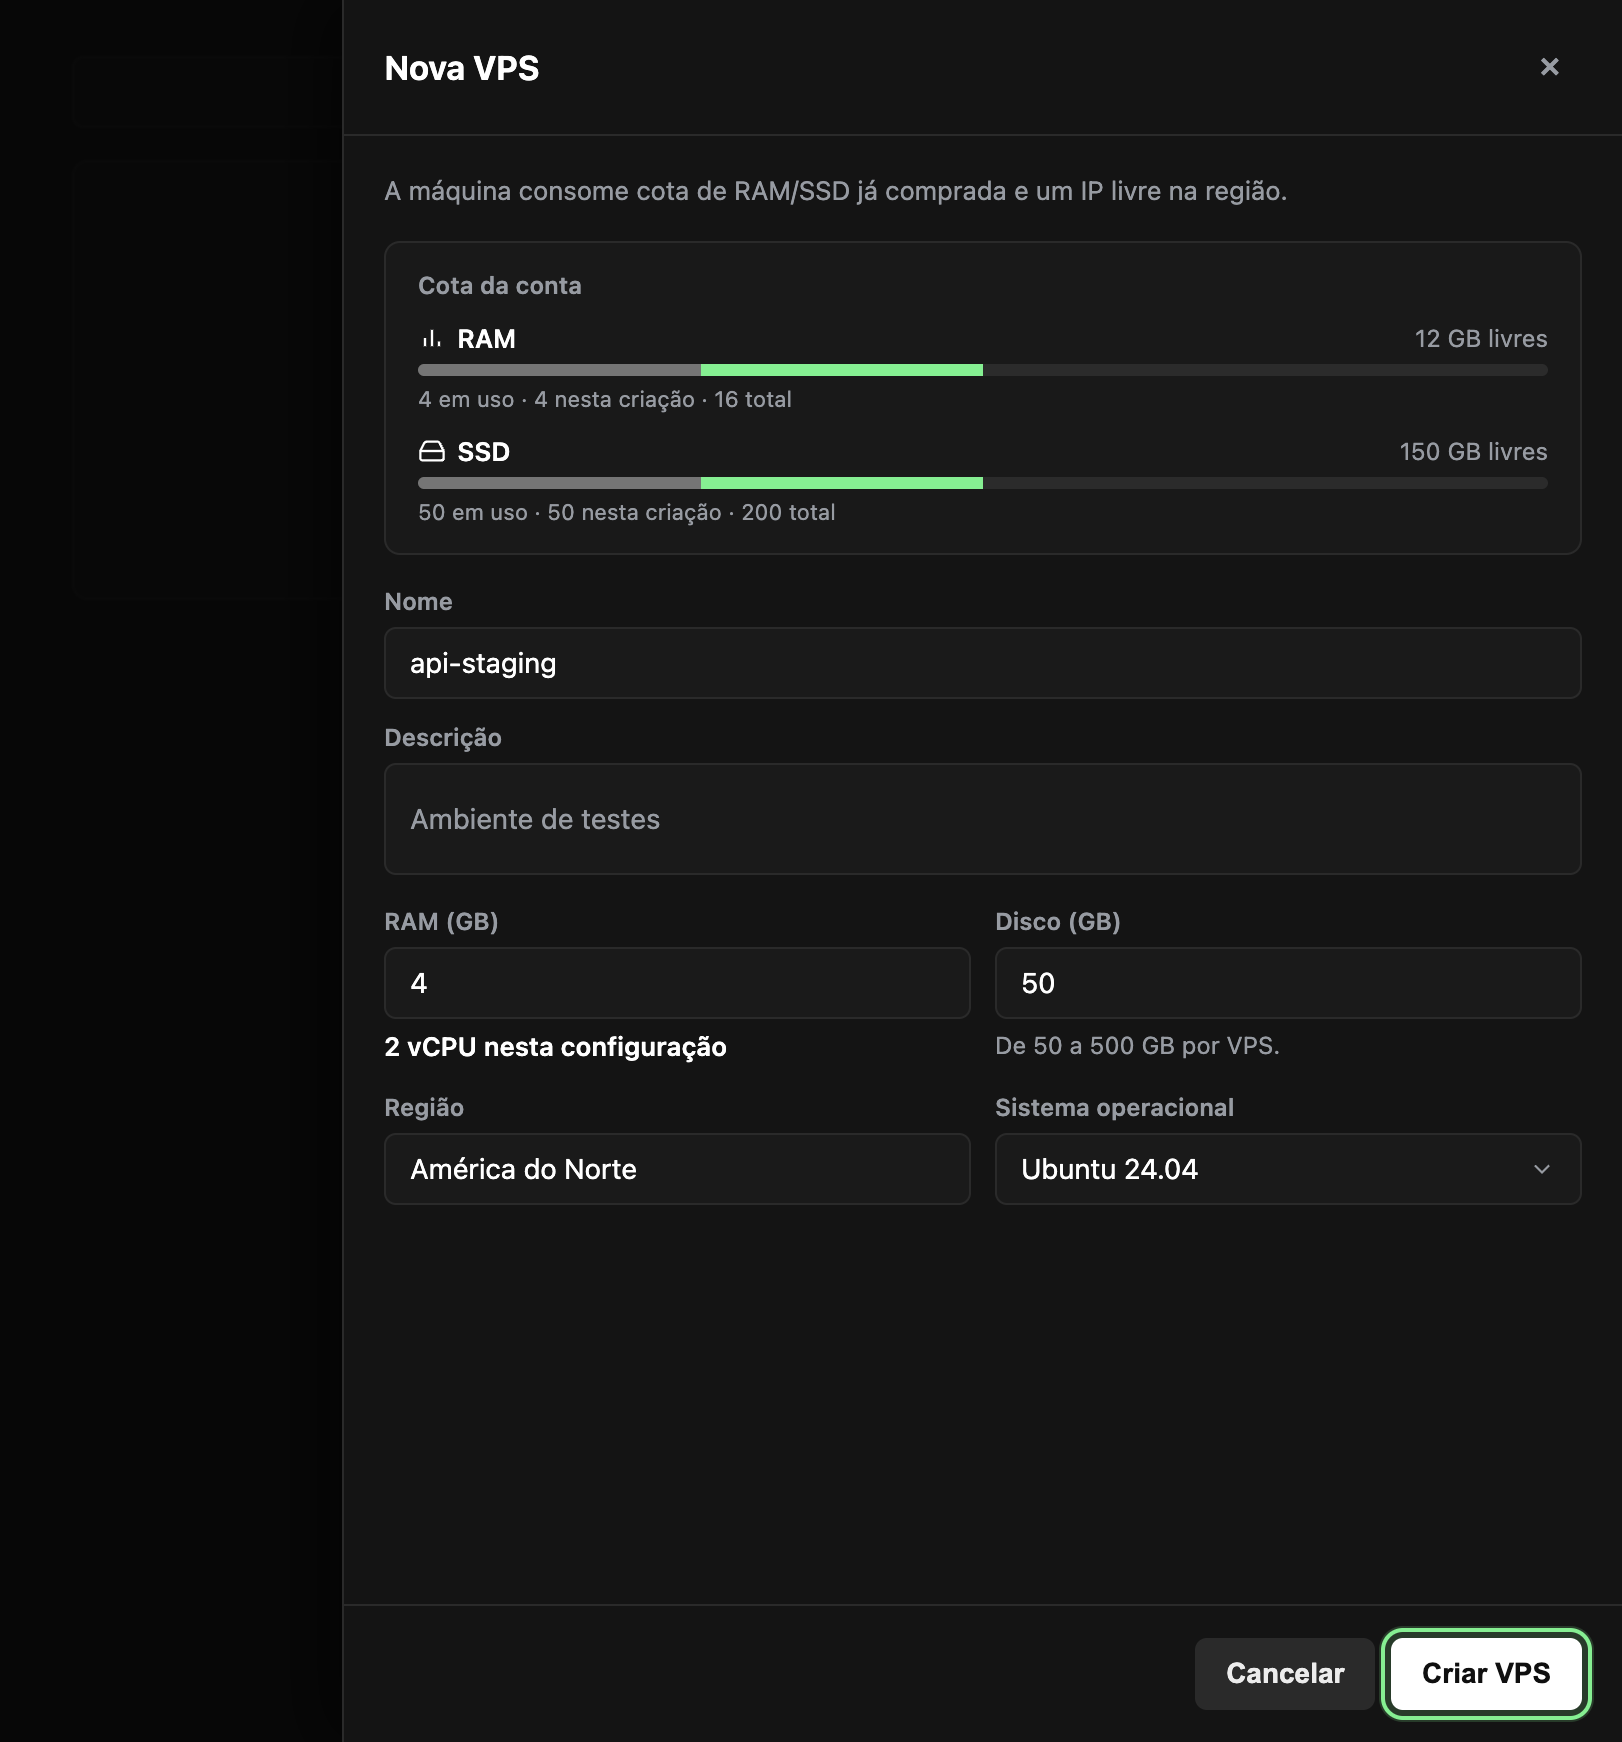 Nova VPS
A máquina consome cota de RAM/SSD já comprada e um IP livre na região.
Cota da conta
RAM
12 GB livres
4 em uso · 4 nesta criação · 16 total
SSD
150 GB livres
50 em uso · 50 nesta criação · 200 total
Nome
api-staging
Descrição
Ambiente de testes
RAM (GB)
Disco (GB)
4
50
2 vCPU nesta configuração
De 50 a 500 GB por VPS.
Região
Sistema operacional
América do Norte
Ubuntu 24.04
Cancelar
Criar VPS